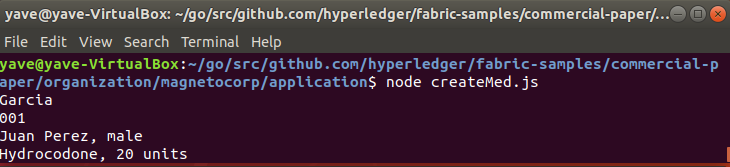 yave@yave-VirtualBox: ~/go/src/github.com/hyperledger/fabric-samples/commercial-paper/...
File Edit View Search Terminal Help
yave@yave-VirtualBox:~/go/src/github.com/hyperledger/fabric-samples/commercial-p
aper/organization/magnetocorp/application$ node createMed.js
Garcia
001
Juan Perez, male
Hydrocodone, 20 units